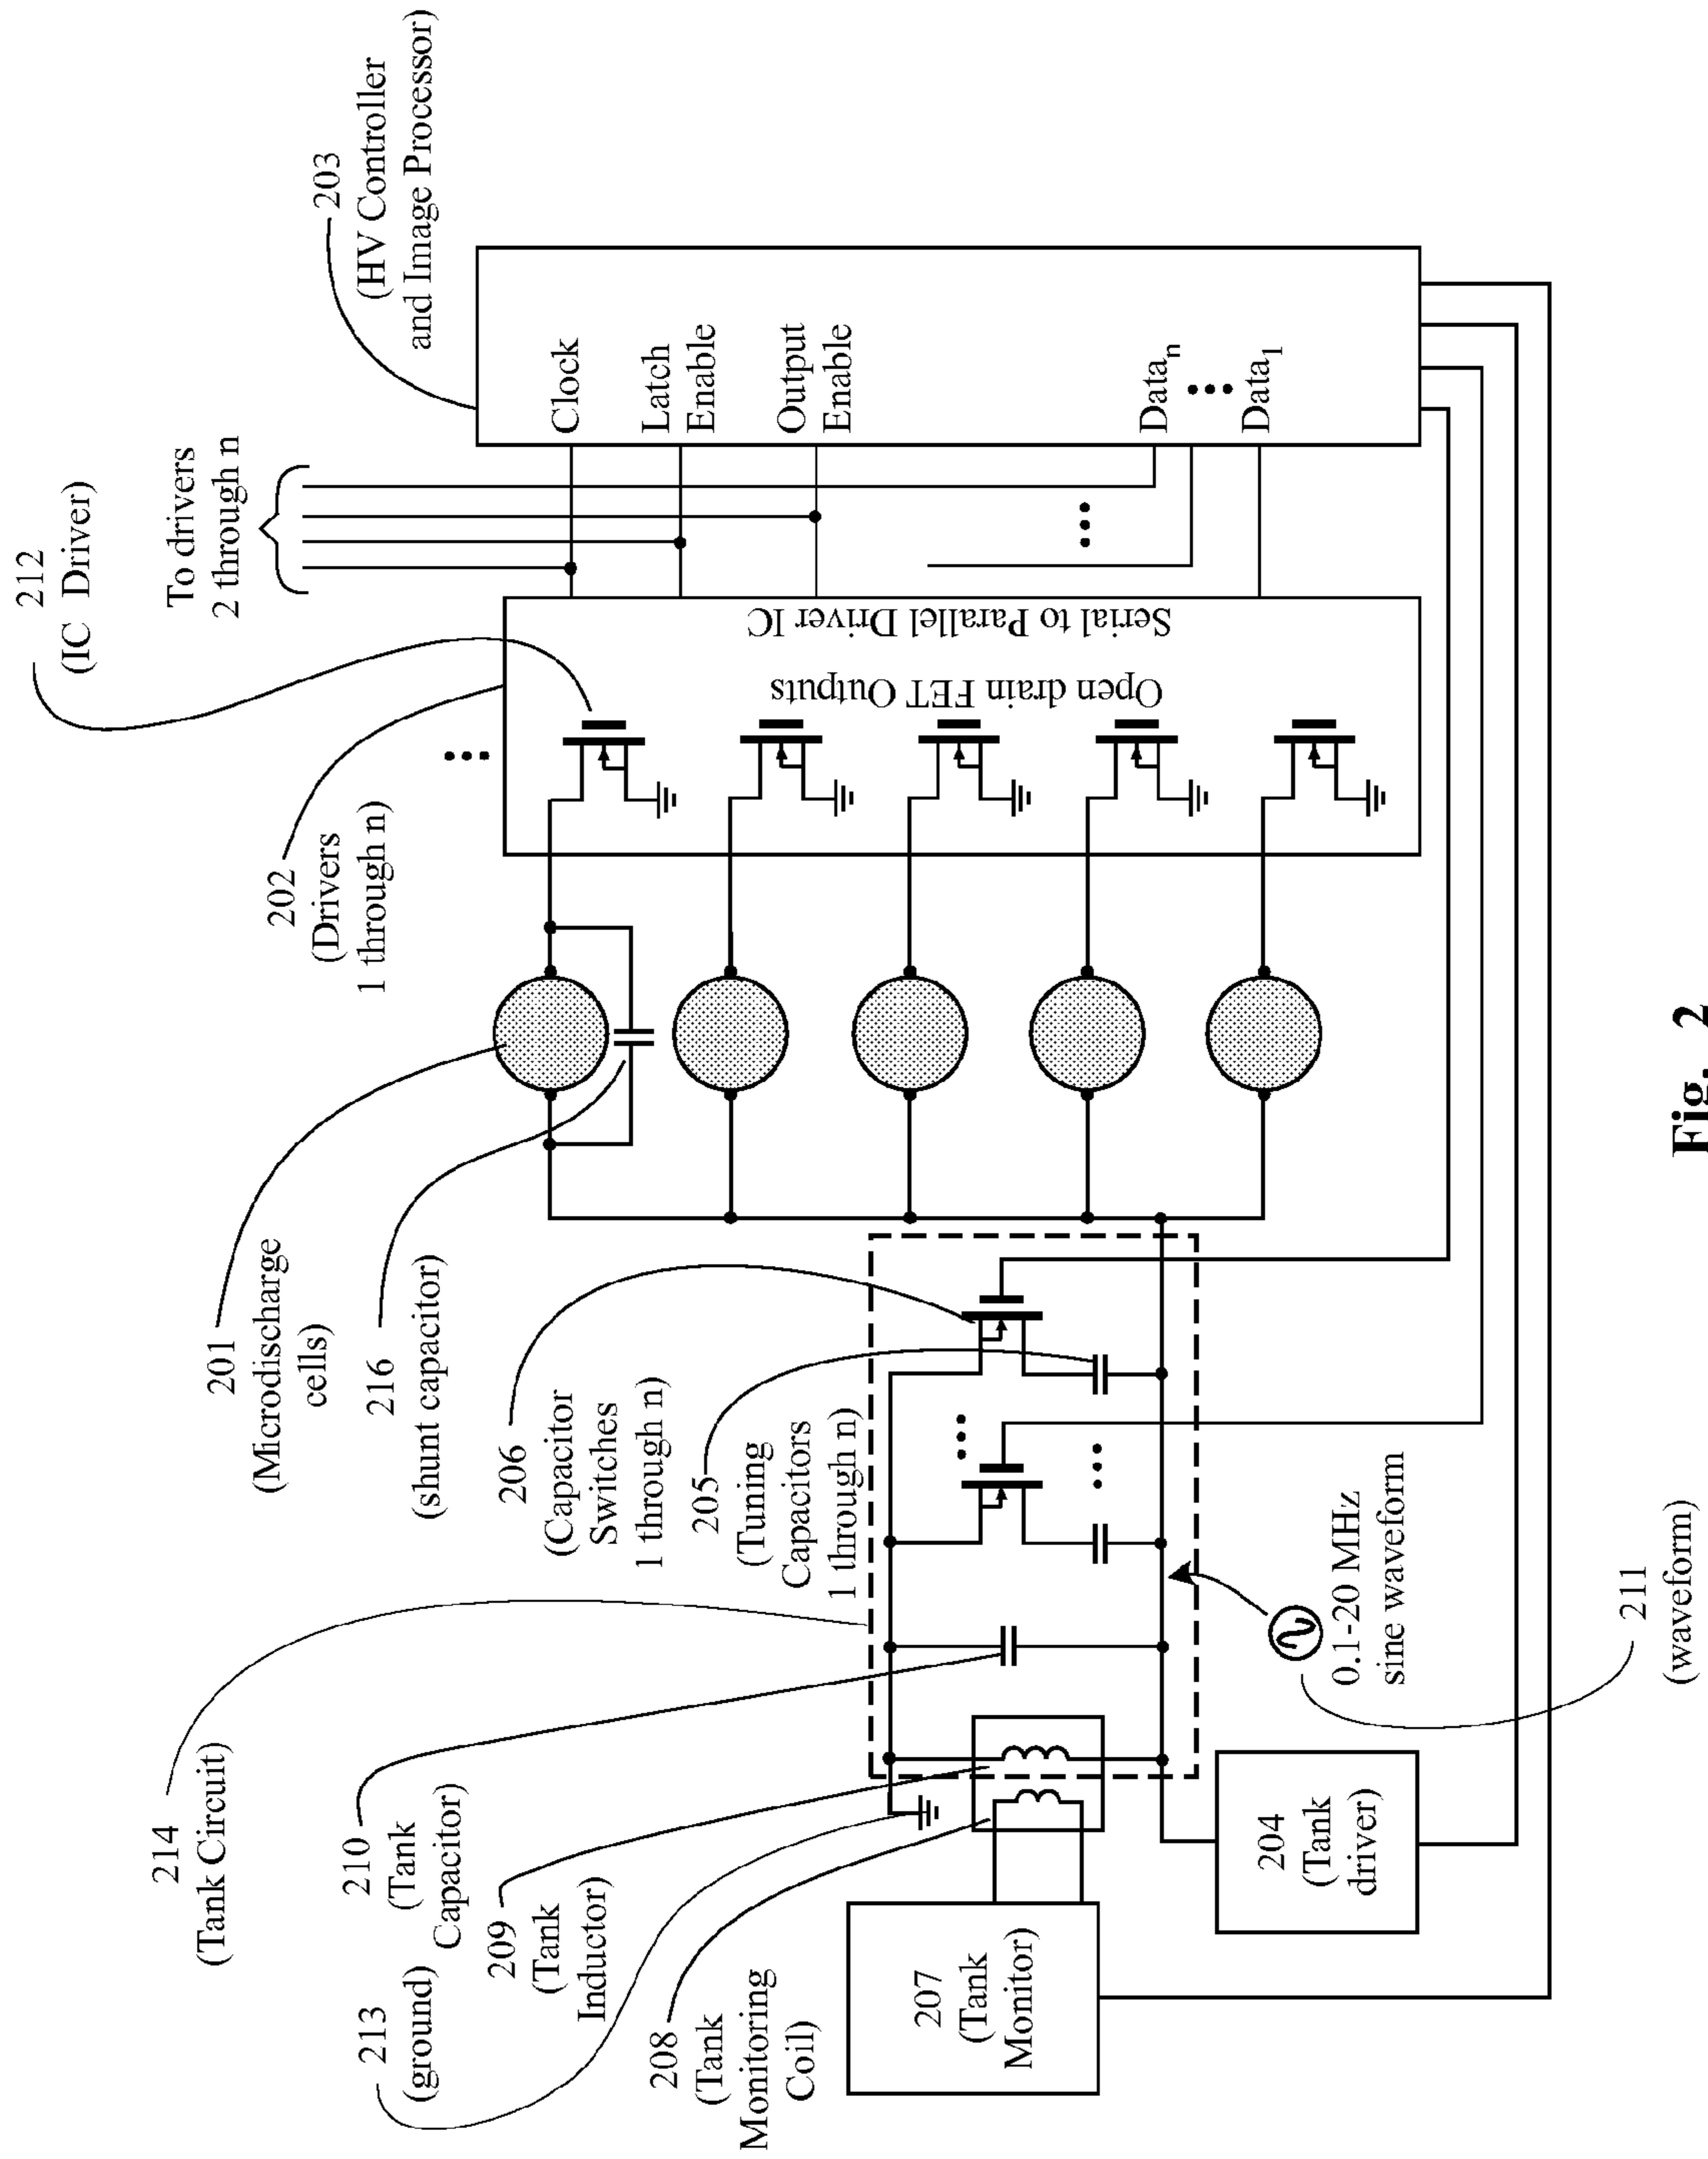 212
(IC Driver)
To drivers
2 through n
203
(HV Controller
and Image Processor)
202
(Drivers
1 through n)
Clock
Latch
Enable
Output
Enable
Data n
Data 1
Serial to Parallel Driver IC
Open drain FET Outputs
201
(Microdischarge
cells)
216
(shunt capacitor)
206
(Capacitor
Switches
1 through n)
205
(Tuning
Capacitors
1 through n)
214
(Tank Circuit)
210
(Tank
Capacitor)
209
(Tank
Inductor)
213
(ground)
208
(Tank
Monitoring
Coil)
207
(Tank
Monitor)
204
(Tank
driver)
0.1-20 MHz
sine waveform
211
(waveform)
Fig. 2